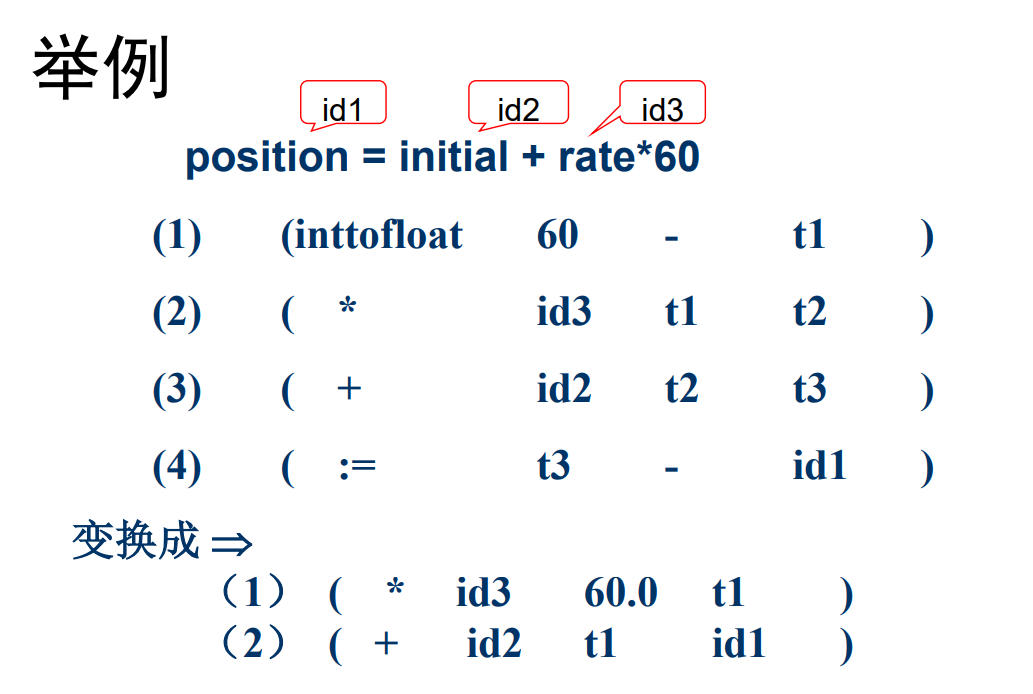 举例
id1 id2 id3
position = initial + rate*60
(1) (inttofloat 60 - t1 )
(2) ( * id3 t1 t2 )
(3) ( + id2 t2 t3 )
(4) ( := t3 - id1 )
变换成 ⇒
（1） ( * id3 60.0 t1 )
（2） ( + id2 t1 id1 )